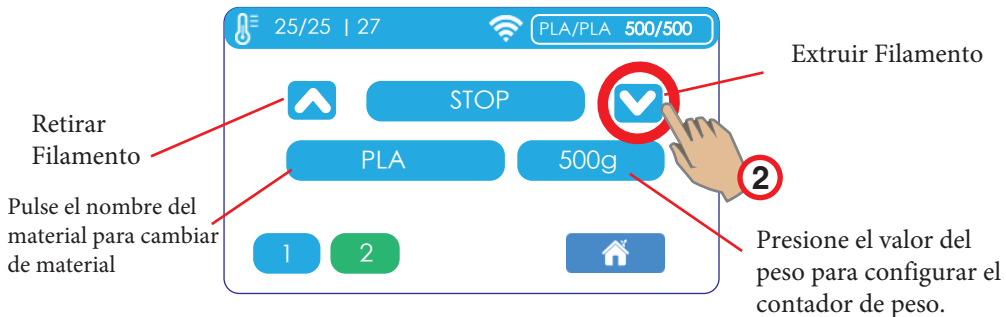 25/25 | 27
PLA/PLA 500/500
Extruir Filamento
STOP
Retirar
Filamento
PLA
500g
2
Pulse el nombre del
material para cambiar
de material
1
2
Presione el valor del
peso para configurar el
contador de peso.